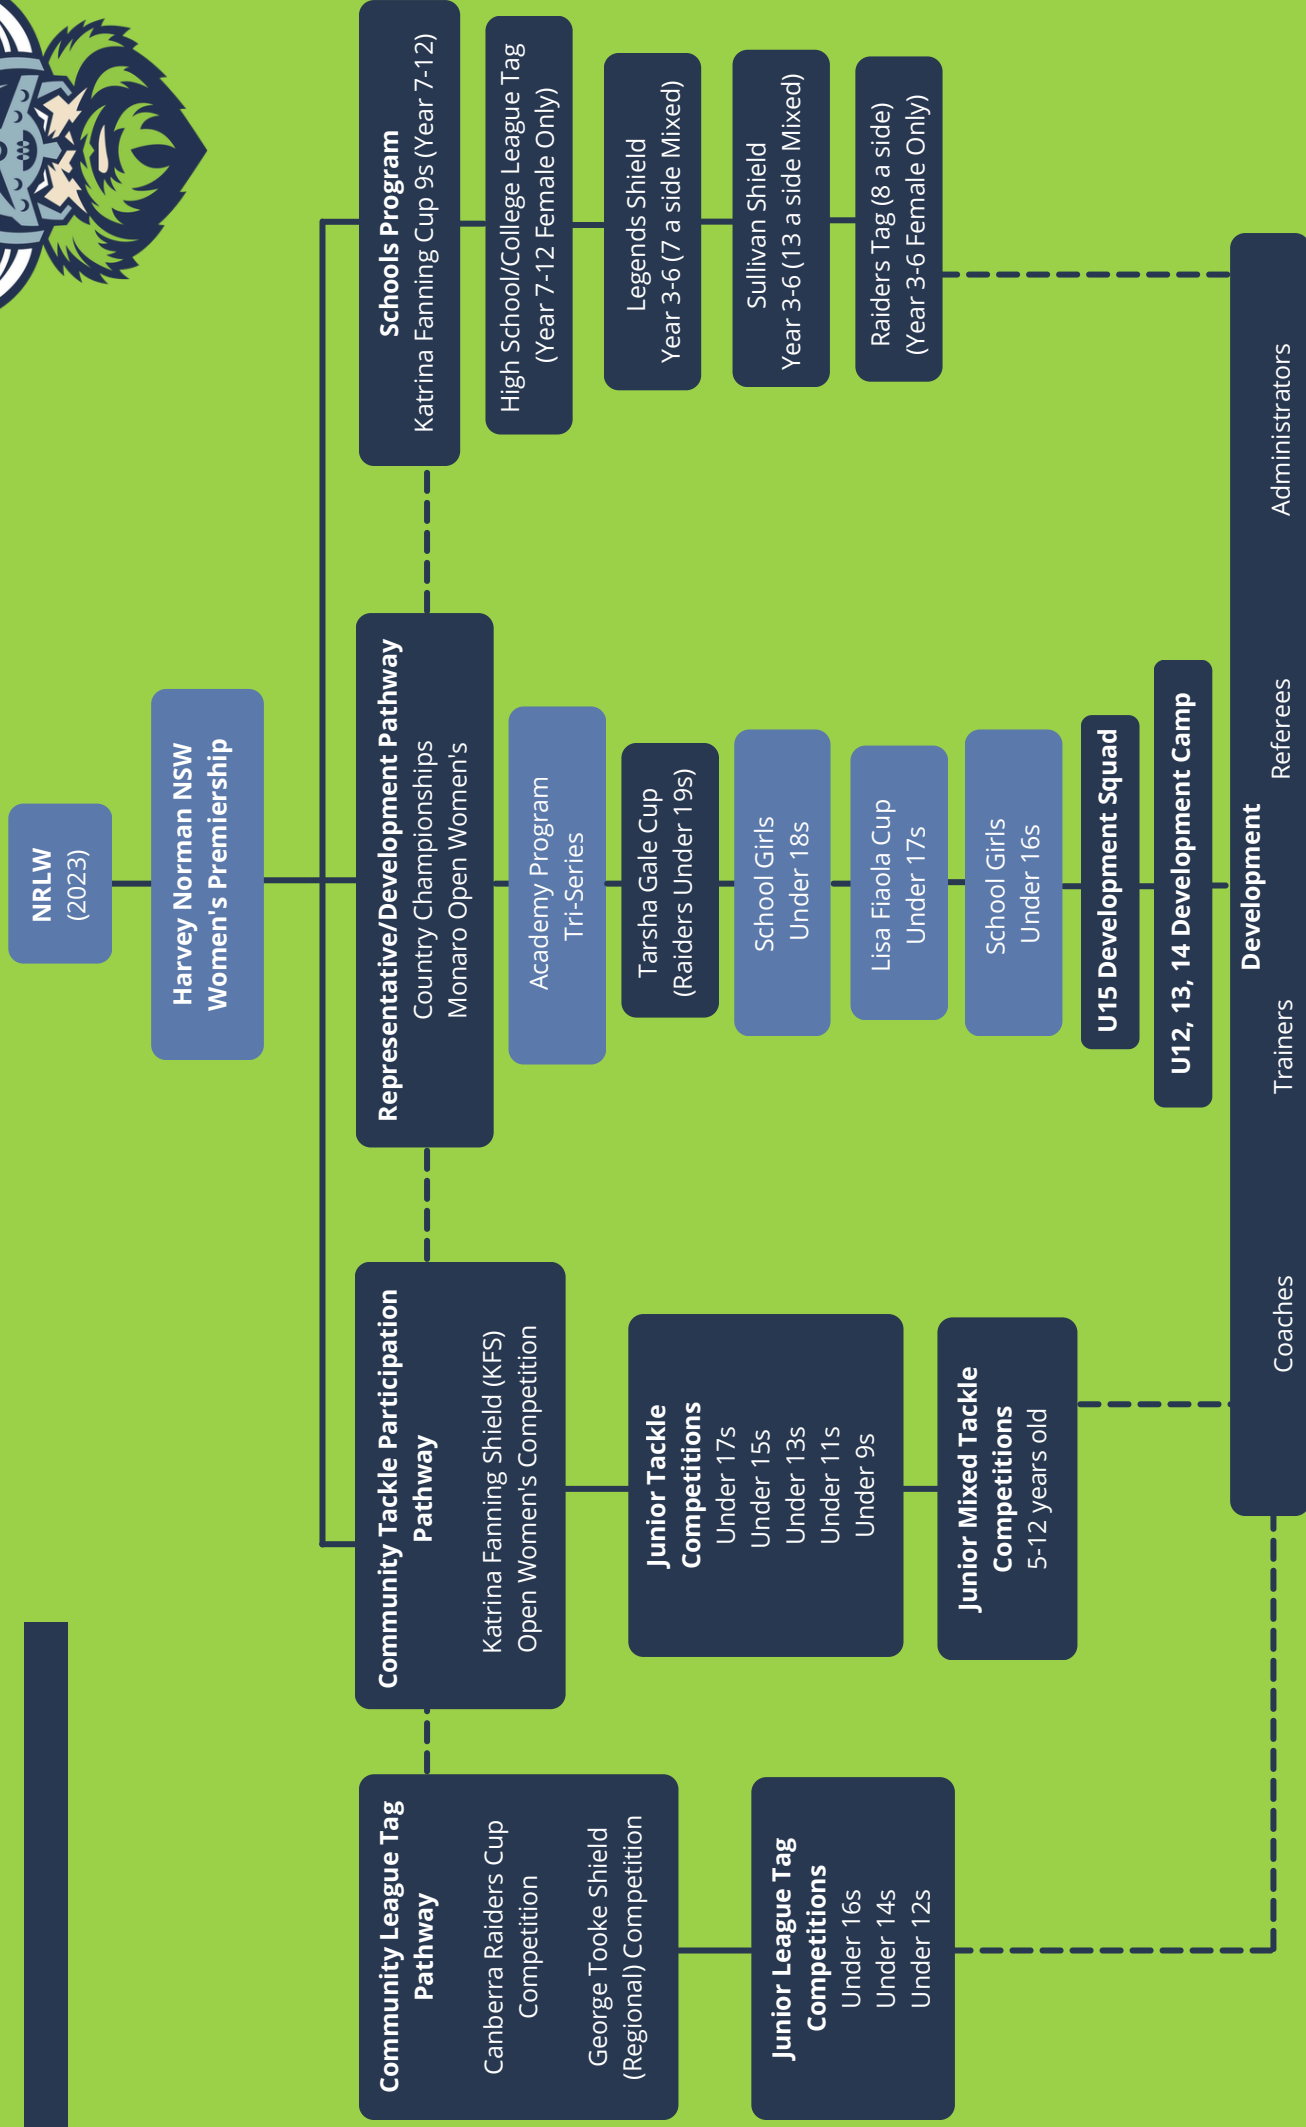 NRLW
(2023)
Harvey Norman NSW
Women's Premiership
Community League Tag
Pathway
Canberra Raiders Cup
Competition
George Tooke Shield
(Regional) Competition
Junior League Tag
Competitions
Under 16s
Under 14s
Under 12s
Community Tackle Participation
Pathway
Katrina Fanning Shield (KFS)
Open Women's Competition
Junior Tackle
Competitions
Under 17s
Under 15s
Under 13s
Under 11s
Under 9s
Junior Mixed Tackle
Competitions
5-12 years old
Representative/Development Pathway
Country Championships
Monaro Open Women's
Academy Program
Tri-Series
Tarsha Gale Cup
(Raiders Under 19s)
School Girls
Under 18s
Lisa Fiaola Cup
Under 17s
School Girls
Under 16s
U15 Development Squad
U12, 13, 14 Development Camp
Schools Program
Katrina Fanning Cup 9s (Year 7-12)
High School/College League Tag
(Year 7-12 Female Only)
Legends Shield
Year 3-6 (7 a side Mixed)
Sullivan Shield
Year 3-6 (13 a side Mixed)
Raiders Tag (8 a side)
(Year 3-6 Female Only)
Development
Coaches Trainers Referees Administrators